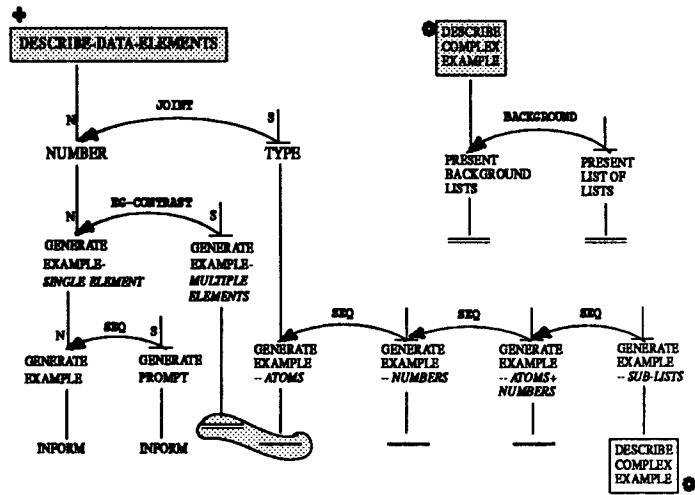 DESCRIBE-DATA-ELEMENTS
DESCRIBE
COMPLEX
EXAMPLE
JOINT
N
S
BACKGROUND
NUMBER
TYPE
PRESENT
BACKGROUND
LISTS
PRESENT
LIST OF
LISTS
BG-CONTRAST
N
S
GENERATE
EXAMPLE-
SINGLE ELEMENT
GENERATE
EXAMPLE-
MULTIPLE
ELEMENTS
SEQ
N
S
SEQ
SEQ
SEQ
GENERATE
EXAMPLE
GENERATE
PROMPT
GENERATE
EXAMPLE
-- ATOMS
GENERATE
EXAMPLE
-- NUMBERS
GENERATE
EXAMPLE
-- ATOMS+
NUMBERS
GENERATE
EXAMPLE
-- SUB-LISTS
INFORM
INFORM
DESCRIBE
COMPLEX
EXAMPLE